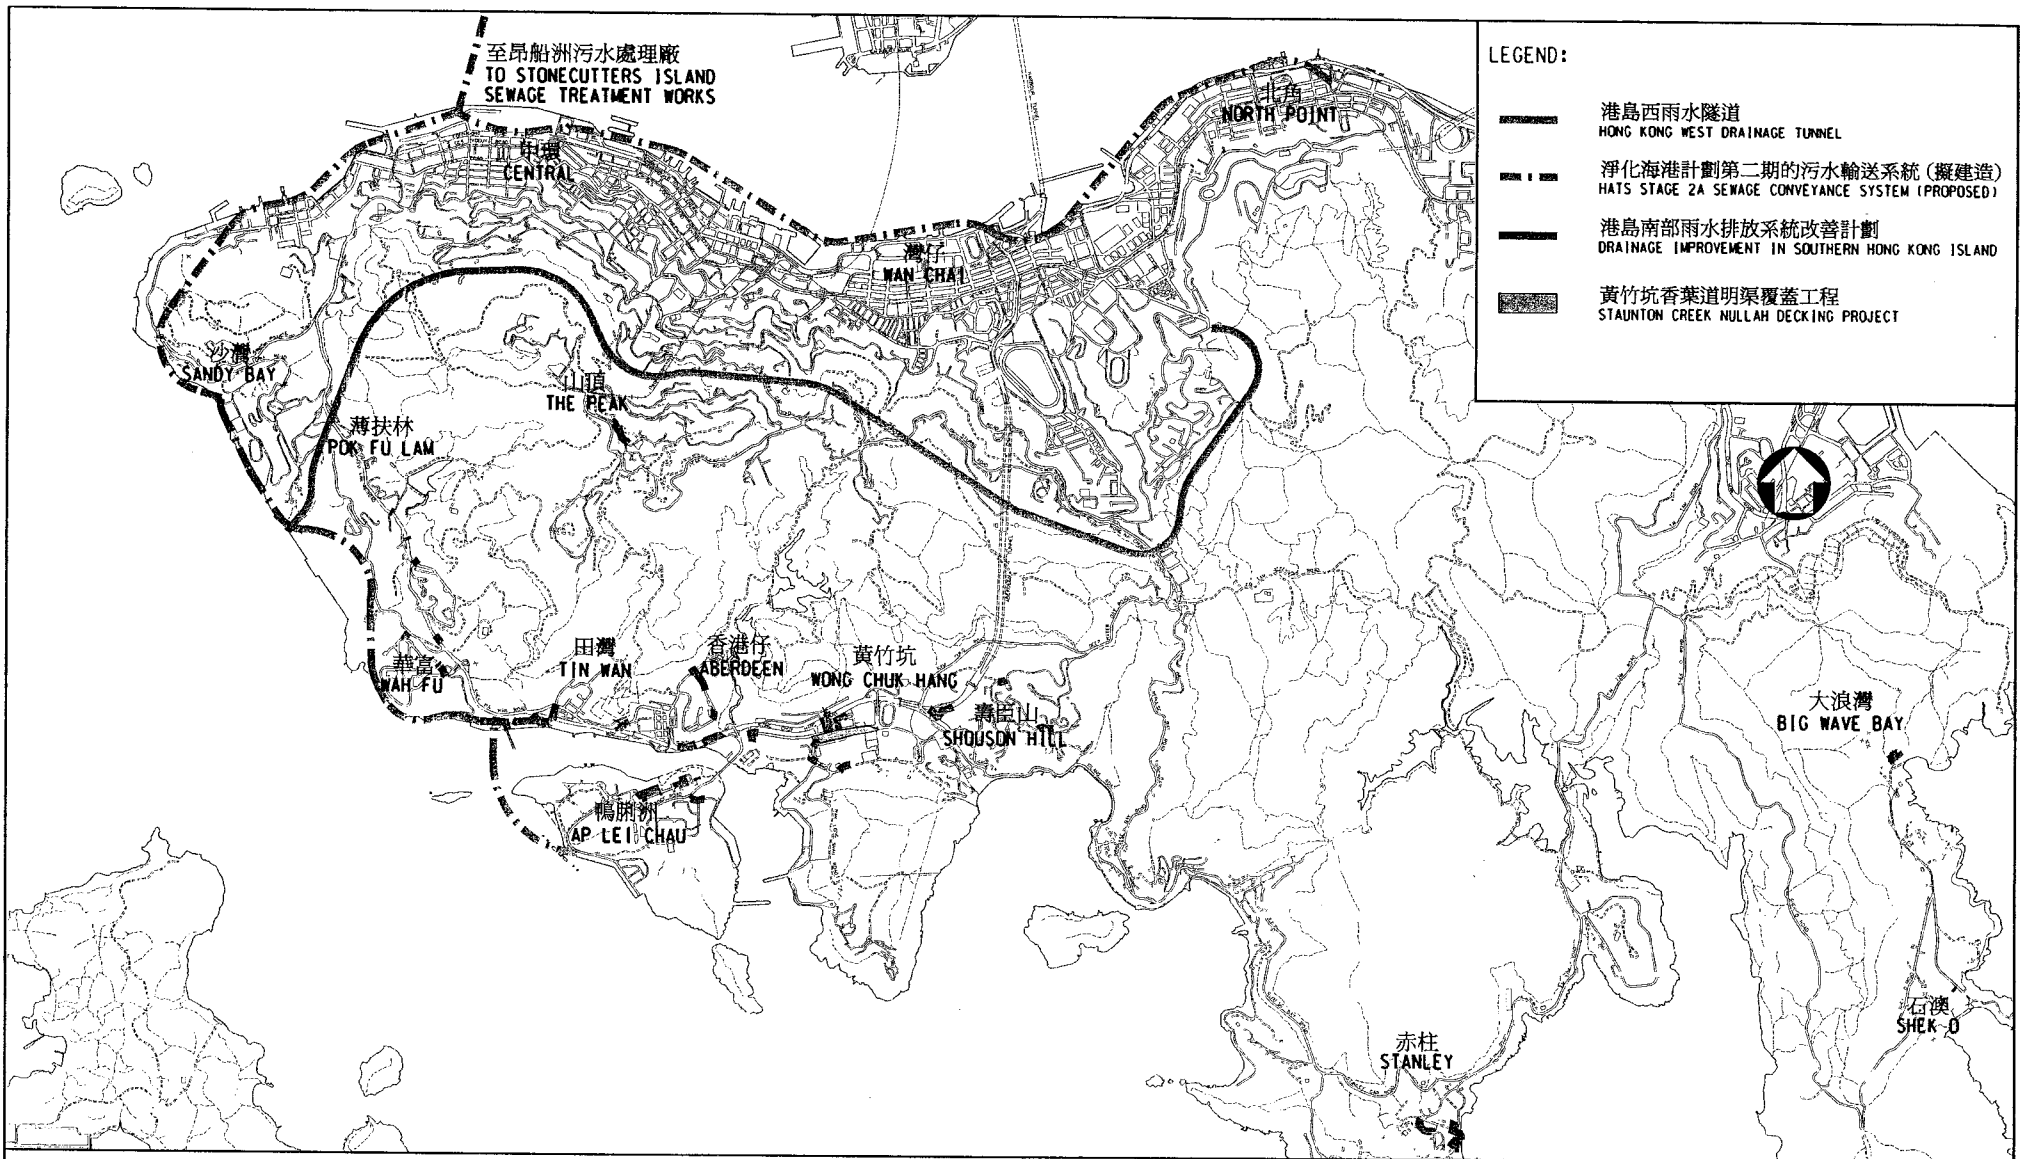 至昂船洲污水處理廠
TO STONECUTTERS ISLAND
SEWAGE TREATMENT WORKS
LEGEND:
港島西雨水隧道
HONG KONG WEST DRAINAGE TUNNEL
淨化海港計劃第二期的污水輸送系統(擬建造)
HATS STAGE 2A SEWAGE CONVEYANCE SYSTEM (PROPOSED)
港島南部雨水排放系統改善計劃
DRAINAGE IMPROVEMENT IN SOUTHERN HONG KONG ISLAND
黃竹坑香葉道明渠覆蓋工程
STAUNTON CREEK NULLAH DECKING PROJECT
北角
NORTH POINT
中環
CENTRAL
灣仔
WAN CHAI
沙灣
SANDY BAY
山頂
THE PEAK
薄扶林
POK FU LAM
華富
WAH FU
田灣
TIN WAN
香港仔
ABERDEEN
黃竹坑
WONG CHUK HANG
壽臣山
SHOUSON HILL
大浪灣
BIG WAVE BAY
鴨脷洲
AP LEI CHAU
石澳
SHEK O
赤柱
STANLEY